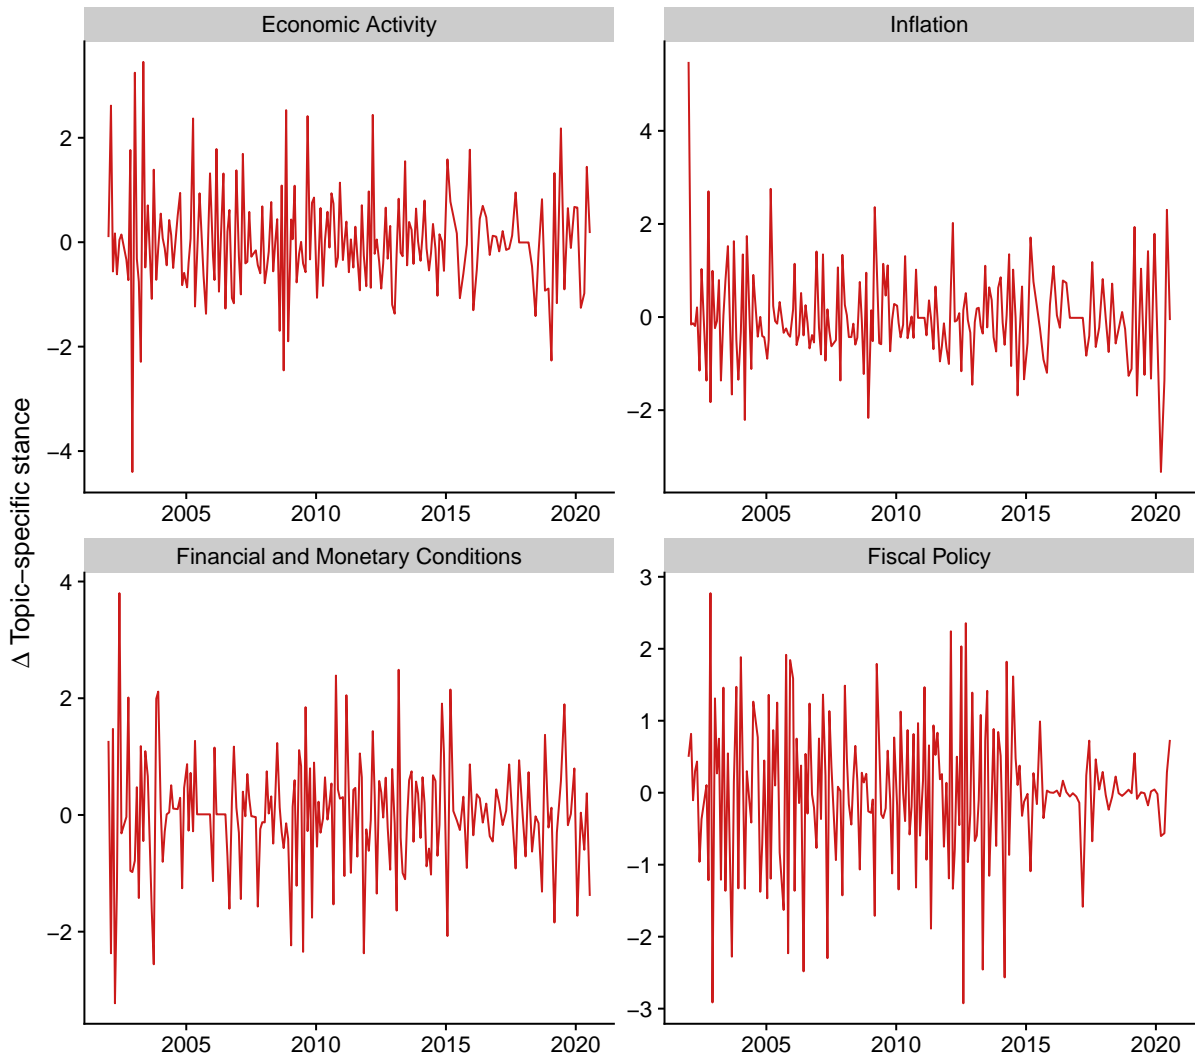 Economic Activity
Inflation
2
0
−2
−4
4
2
0
−2
2005 2010 2015 2020
2005 2010 2015 2020
Δ Topic−specific stance
Financial and Monetary Conditions
Fiscal Policy
4
2
0
−2
3
2
1
0
−1
−2
−3
2005 2010 2015 2020
2005 2010 2015 2020